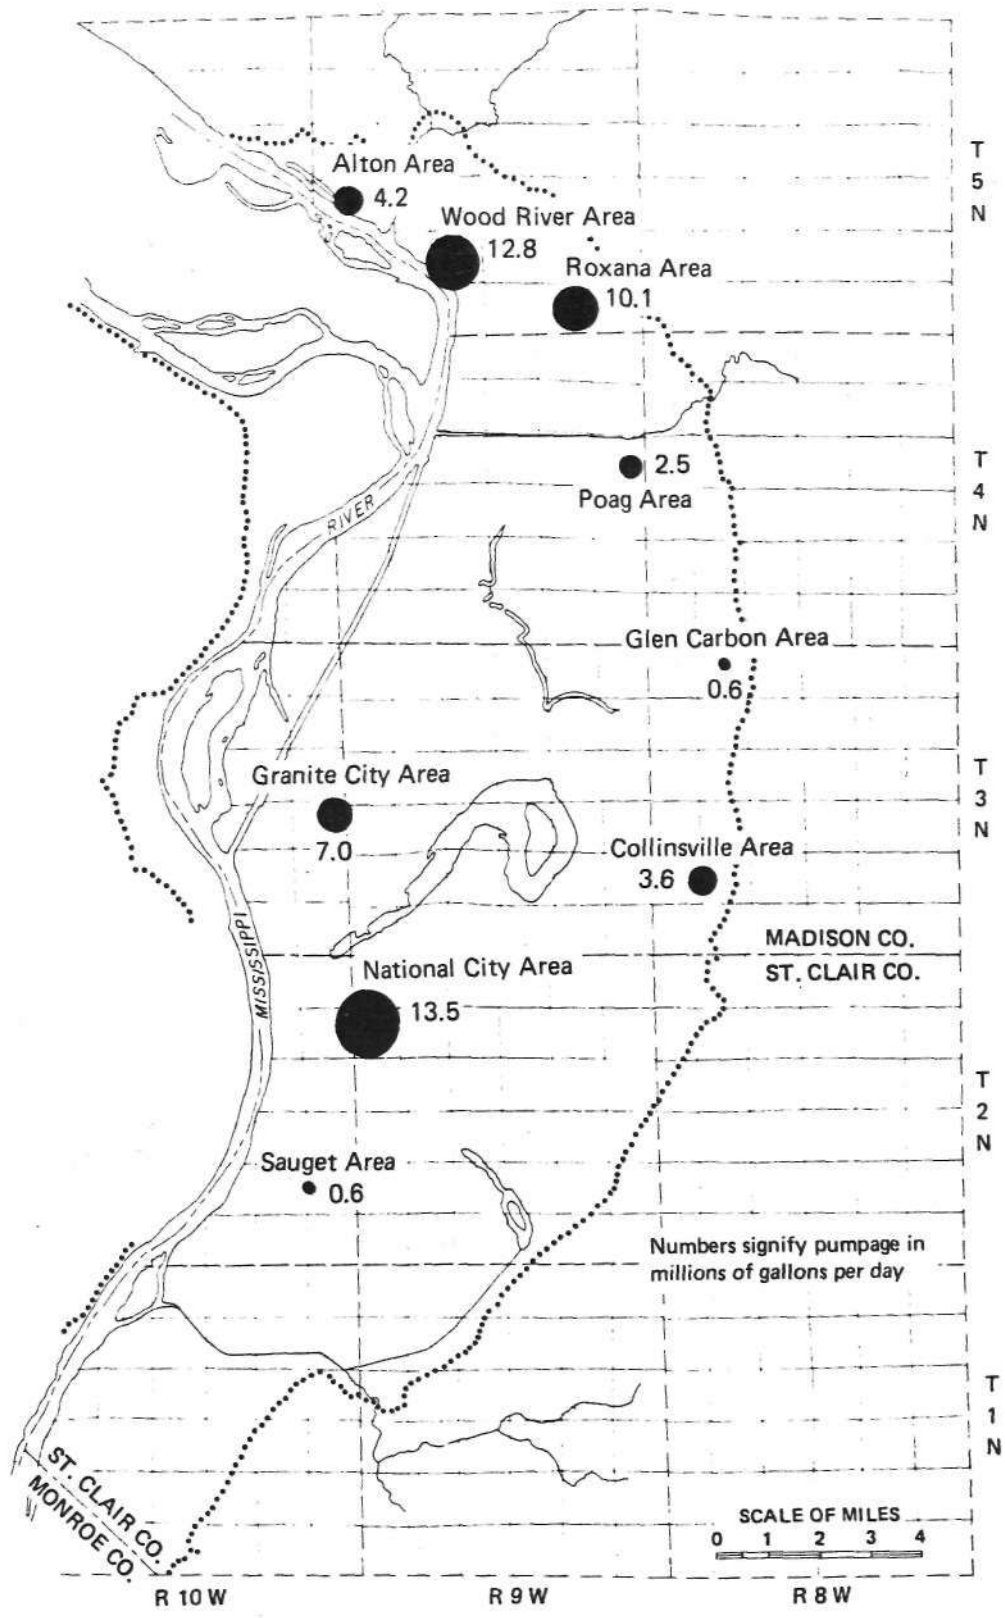 T
5
N
Alton Area
4.2
Wood River Area
12.8
Roxana Area
10.1
T
4
N
2.5
Poag Area
RIVER
Glen Carbon Area
0.6
T
3
N
Granite City Area
7.0
Collinsville Area
3.6
MISSISSIPPI
MADISON CO.
ST. CLAIR CO.
National City Area
13.5
T
2
N
Sauget Area
0.6
Numbers signify pumpage in
millions of gallons per day
T
1
N
ST. CLAIR CO.
MONROE CO.
SCALE OF MILES
0 1 2 3 4
R 10 W R 9 W R 8 W